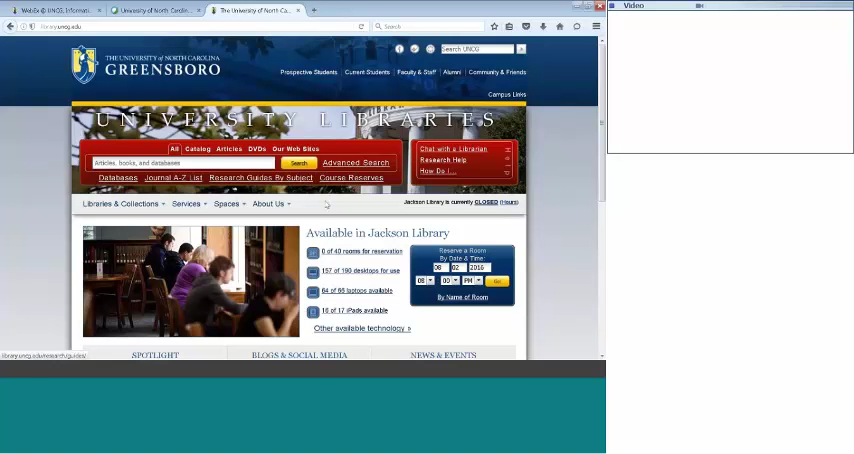 WebEx @ UNCG, Informati...
University of North Carolin...
The University of North Ca...
Video
library.uncg.edu
Search
THE UNIVERSITY of NORTH CAROLINA
GREENSBORO
Search UNCG
Prospective Students | Current Students | Faculty & Staff | Alumni | Community & Friends
Campus Links
UNIVERSITY LIBRARIES
All Catalog Articles DVDs Our Web Sites
Articles, books, and databases
Search
Advanced Search
Databases Journal A-Z List Research Guides By Subject Course Reserves
Chat with a Librarian
Research Help
How Do I...
Help
Libraries & Collections Services Spaces About Us
Jackson Library is currently CLOSED (Hours)
Available in Jackson Library
0 of 40 rooms for reservation
157 of 190 desktops for use
64 of 66 laptops available
16 of 17 iPads available
Other available technology »
Reserve a Room
By Date & Time:
08 02 2016
08 00 PM Go
By Name of Room
library.uncg.edu/research/guides/
SPOTLIGHT
BLOGS & SOCIAL MEDIA
NEWS & EVENTS